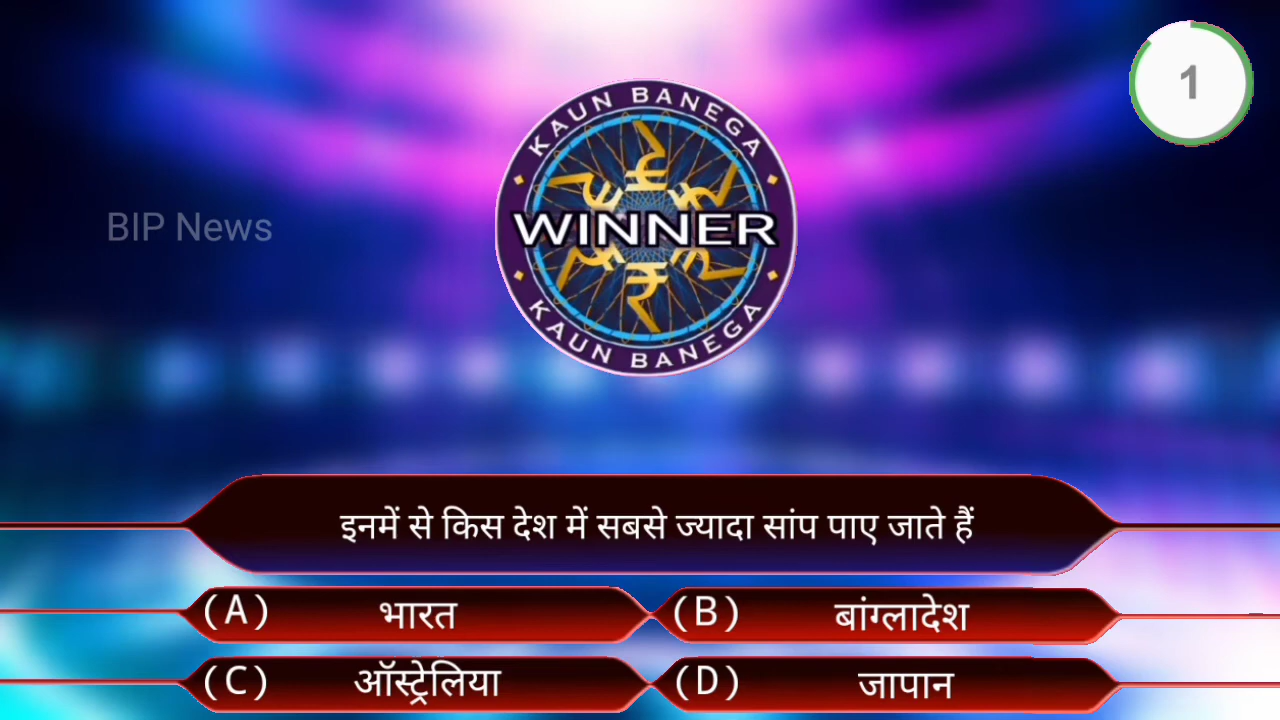 1
KAUN BANEGA
BIP News
WINNER
KAUN BANEGA
इनमें से किस देश में सबसे ज्यादा सांप पाए जाते हैं
(A) भारत
(B) बांग्लादेश
(C) ऑस्ट्रेलिया
(D) जापान